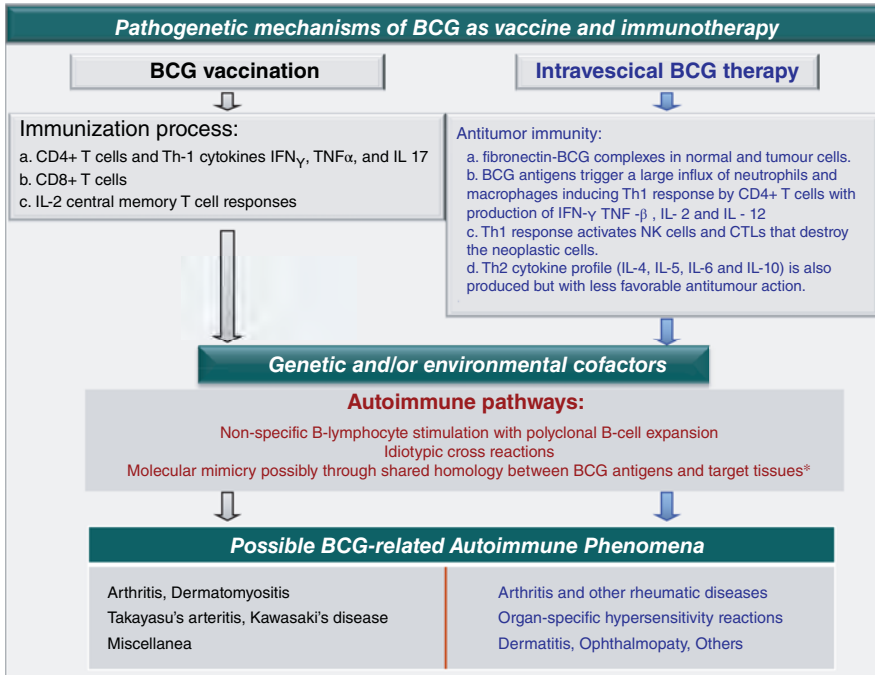 Pathogenetic mechanisms of BCG as vaccine and immunotherapy
BCG vaccination
Immunization process:
a. CD4+ T cells and Th-1 cytokines IFNγ, TNFα, and IL 17
b. CD8+ T cells
c. IL-2 central memory T cell responses
Intravescical BCG therapy
Antitumor immunity:
a. fibronectin-BCG complexes in normal and tumour cells.
b. BCG antigens trigger a large influx of neutrophils and
macrophages inducing Th1 response by CD4+ T cells with
production of IFN-γ TNF -β , IL- 2 and IL - 12
c. Th1 response activates NK cells and CTLs that destroy
the neoplastic cells.
d. Th2 cytokine profile (IL-4, IL-5, IL-6 and IL-10) is also
produced but with less favorable antitumour action.
Genetic and/or environmental cofactors
Autoimmune pathways:
Non-specific B-lymphocyte stimulation with polyclonal B-cell expansion
Idiotypic cross reactions
Molecular mimicry possibly through shared homology between BCG antigens and target tissues*
Possible BCG-related Autoimmune Phenomena
Arthritis, Dermatomyositis
Takayasu's arteritis, Kawasaki's disease
Miscellanea
Arthritis and other rheumatic diseases
Organ-specific hypersensitivity reactions
Dermatitis, Ophthalmopaty, Others